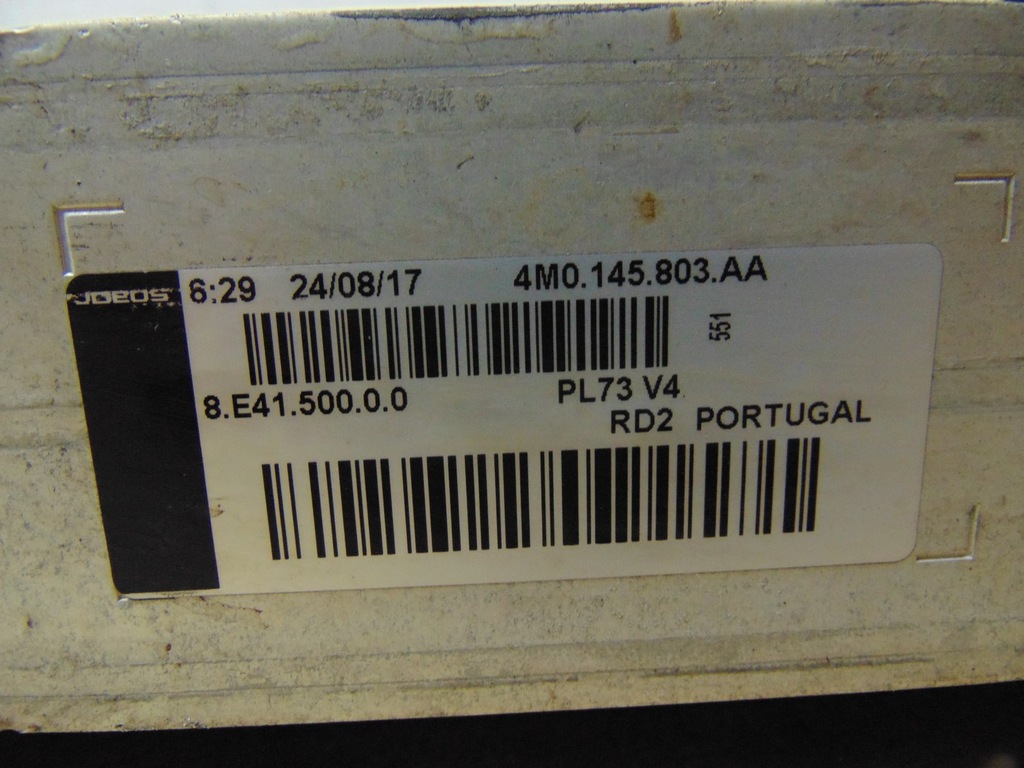 6:29 24/08/17 4M0.145.803.AA
551
8.E41.500.0.0 PL73 V4
RD2 PORTUGAL